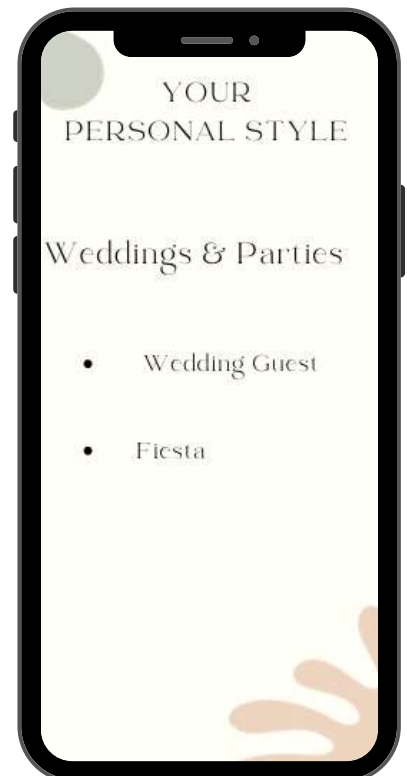 YOUR
PERSONAL STYLE
Weddings & Parties
• Wedding Guest
• Fiesta